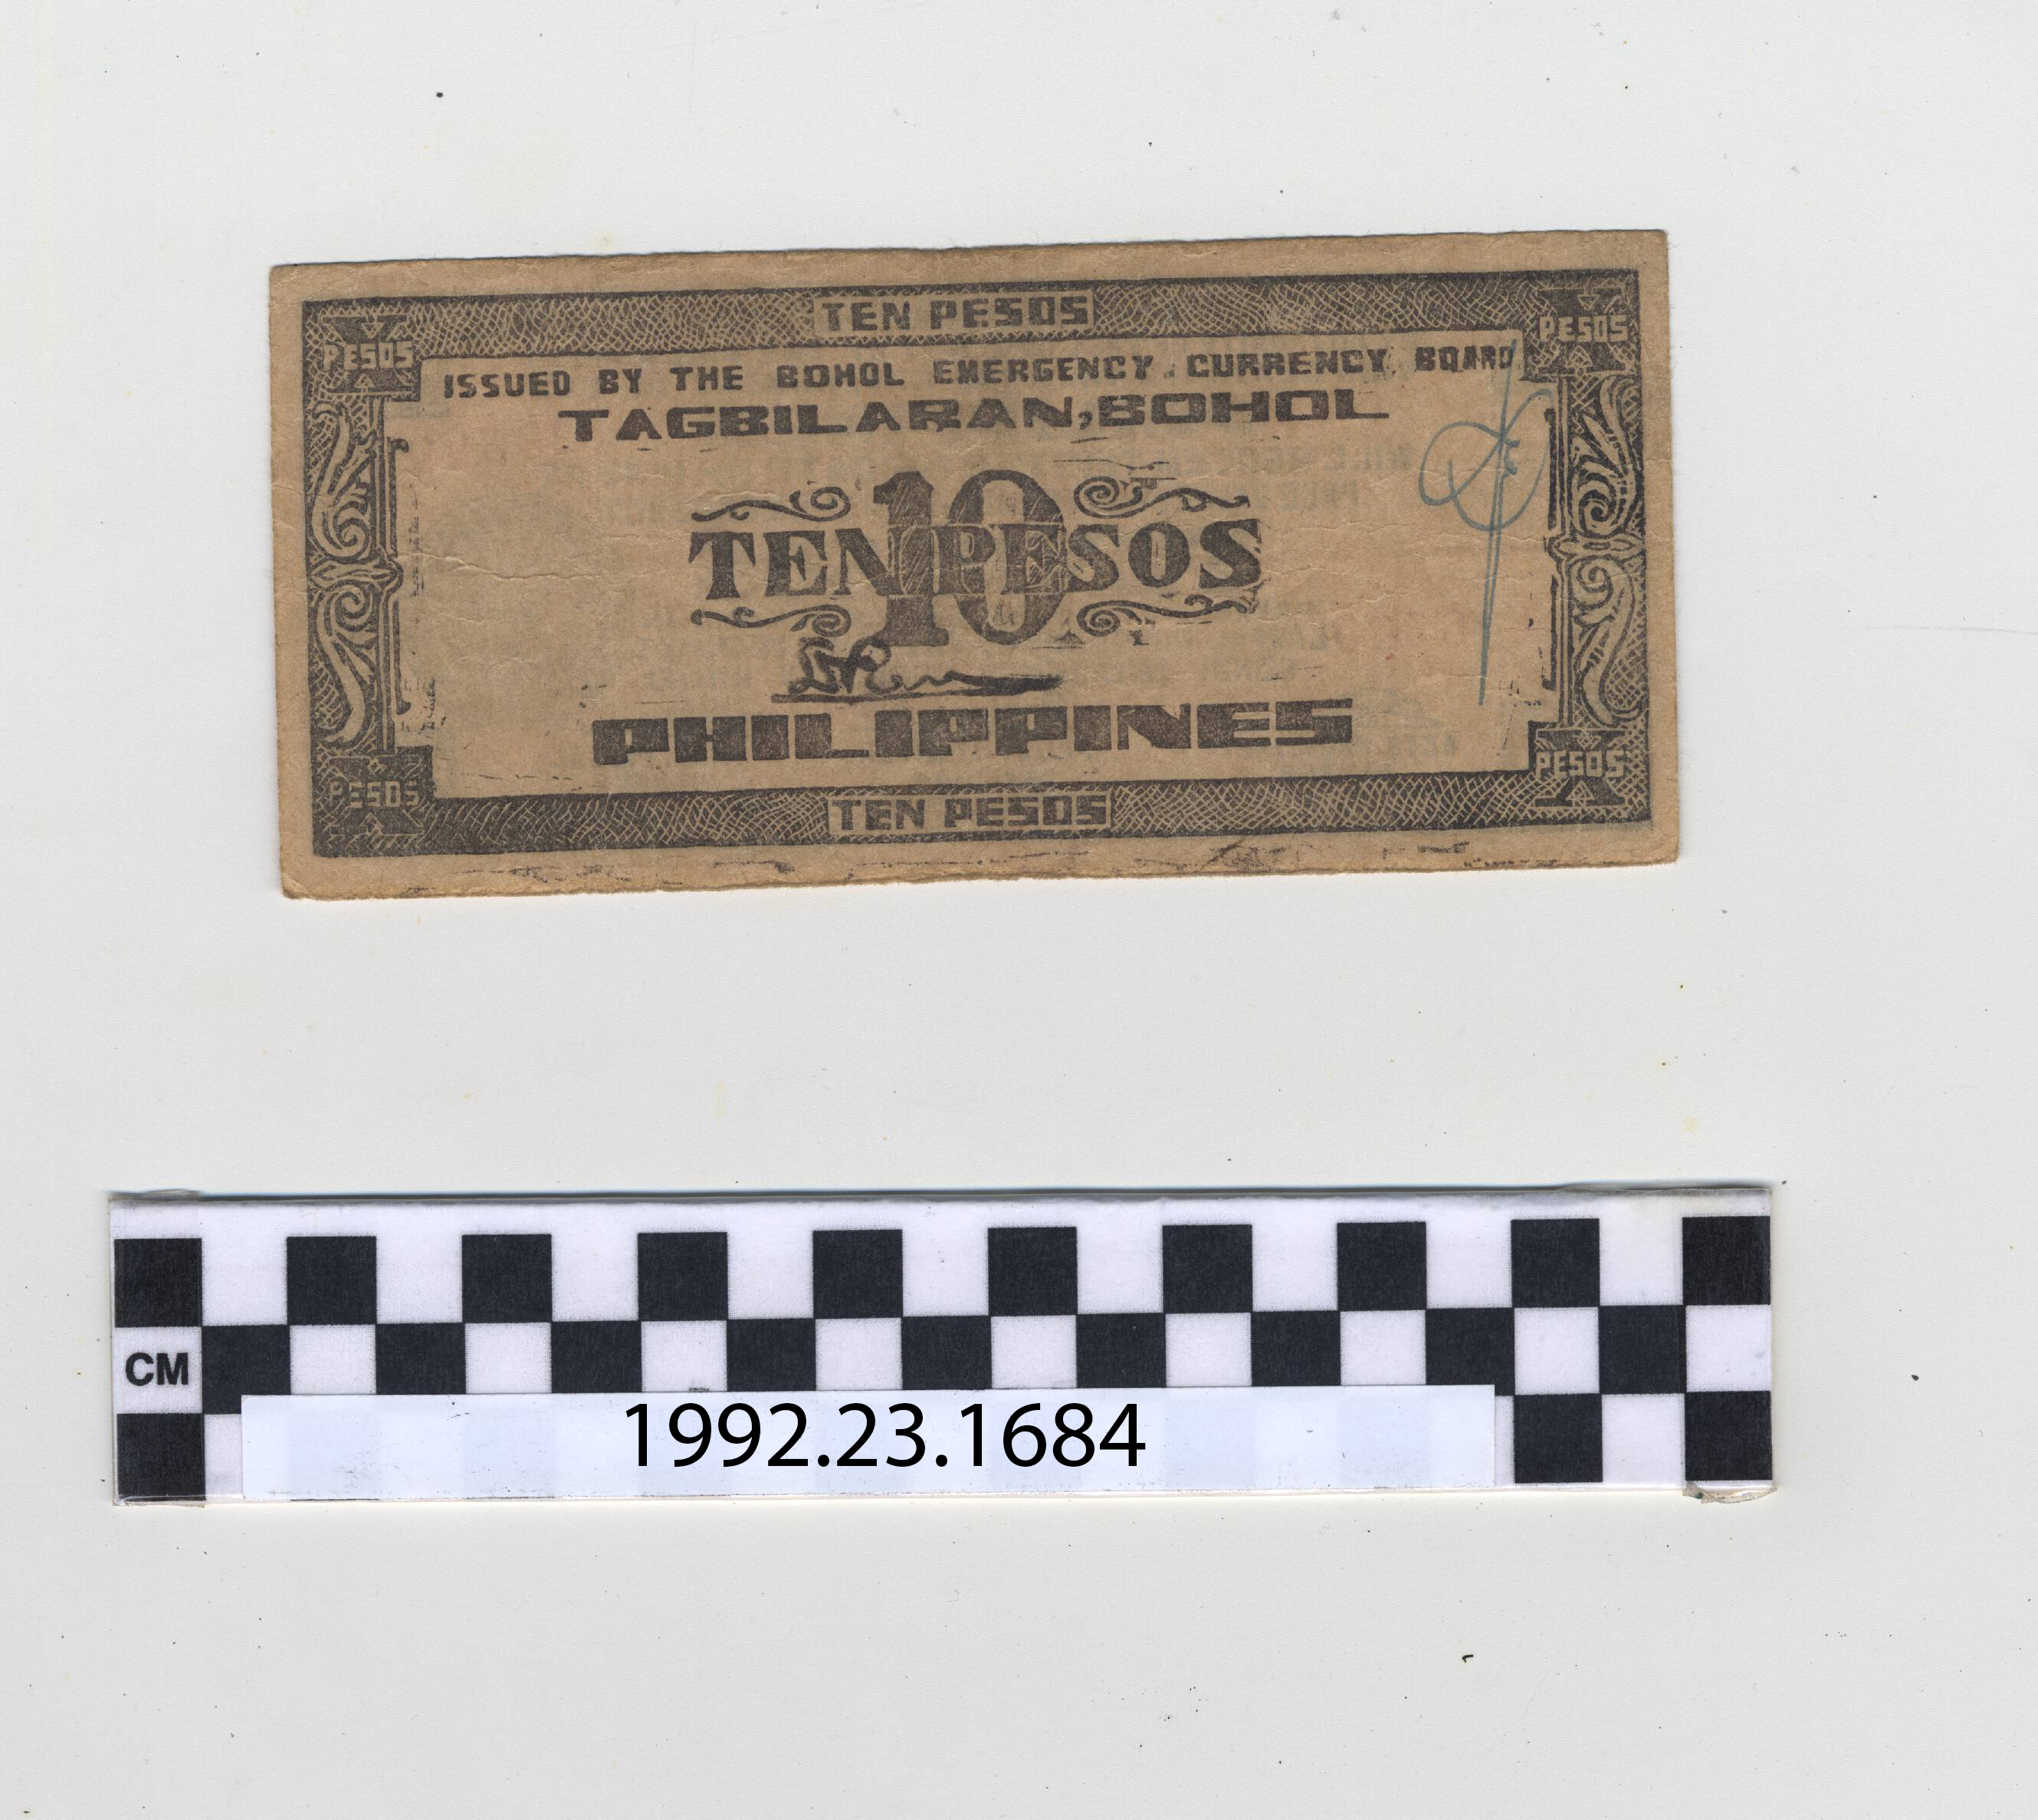 TEN PESOS
PESOS PESOS
ISSUED BY THE BOHOL EMERGENCY CURRENCY BOARD
TAGBILARAN, BOHOL
10
TEN PESOS
PHILIPPINES
PESOS PESOS
TEN PESOS
CM
1992.23.1684